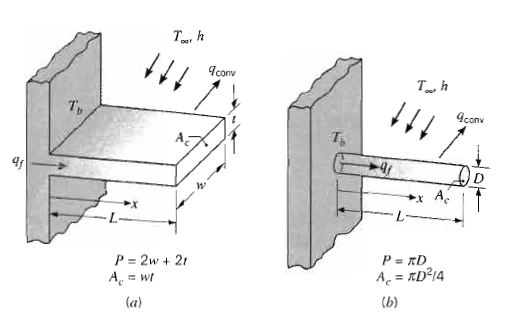 T∞, h
qconv
Tb
t
Ac
qf
w
x
L
P = 2w + 2t
Ac = wt
(a)
T∞, h
qconv
Tb
qf
D
x
Ac
L
P = πD
Ac = πD²/4
(b)